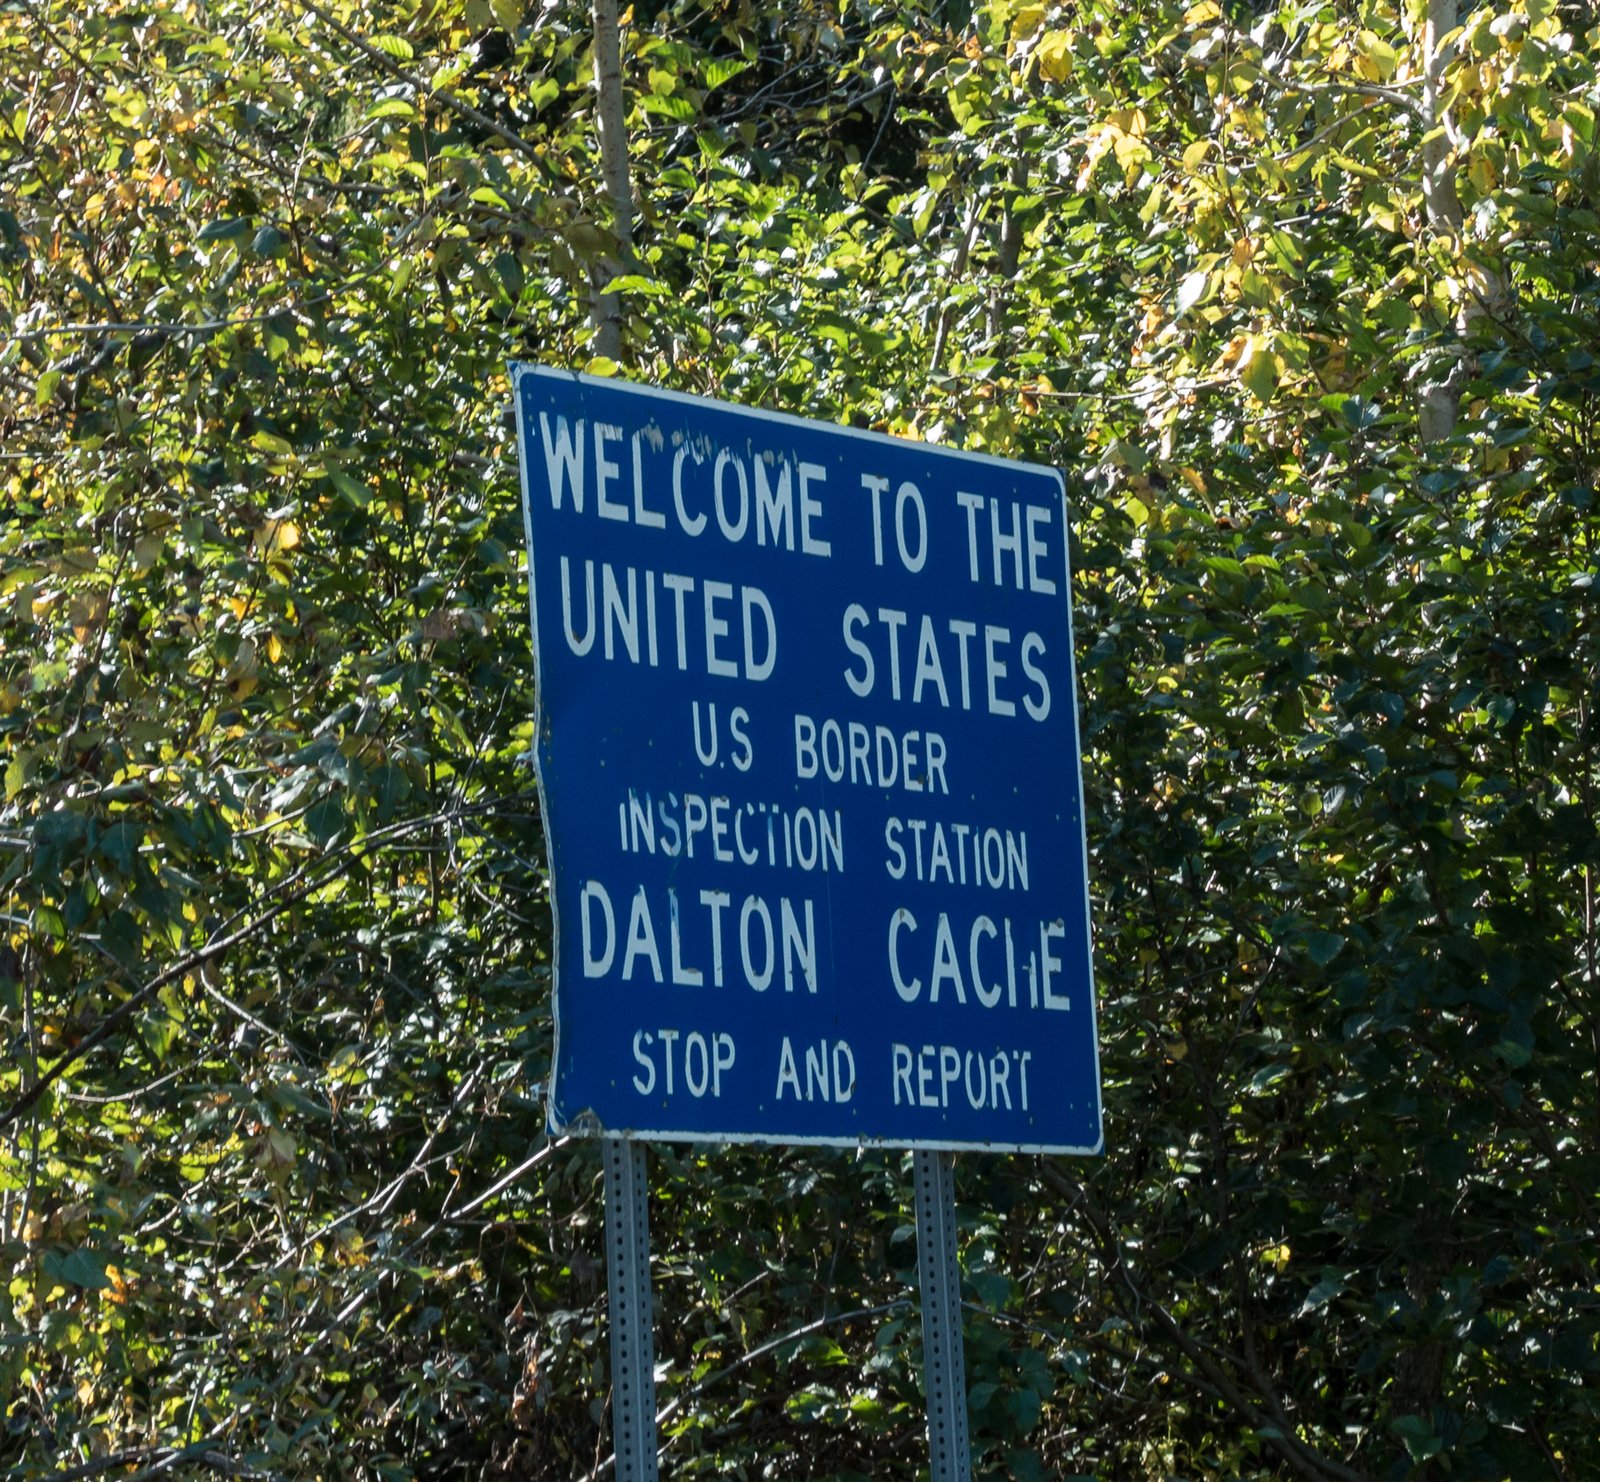 WELCOME TO THE
UNITED STATES
U.S BORDER
INSPECTION STATION
DALTON CACHE
STOP AND REPORT